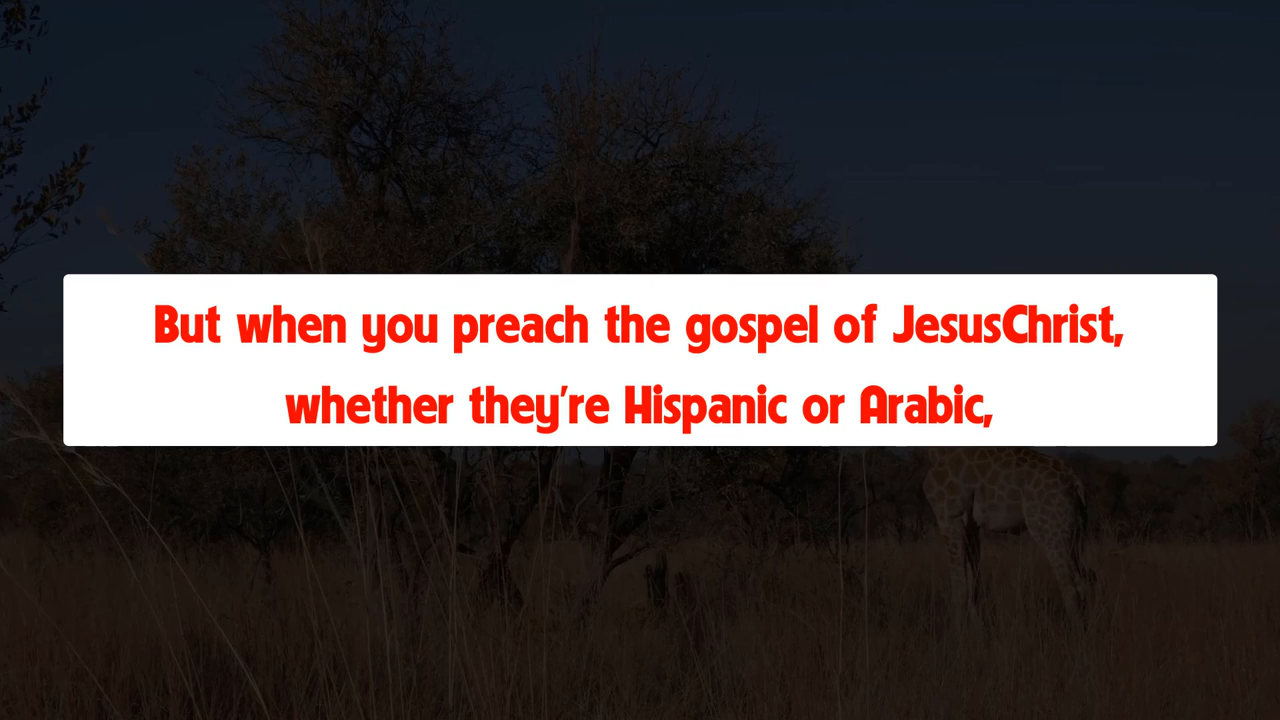 But when you preach the gospel of JesusChrist,
whether they're Hispanic or Arabic,